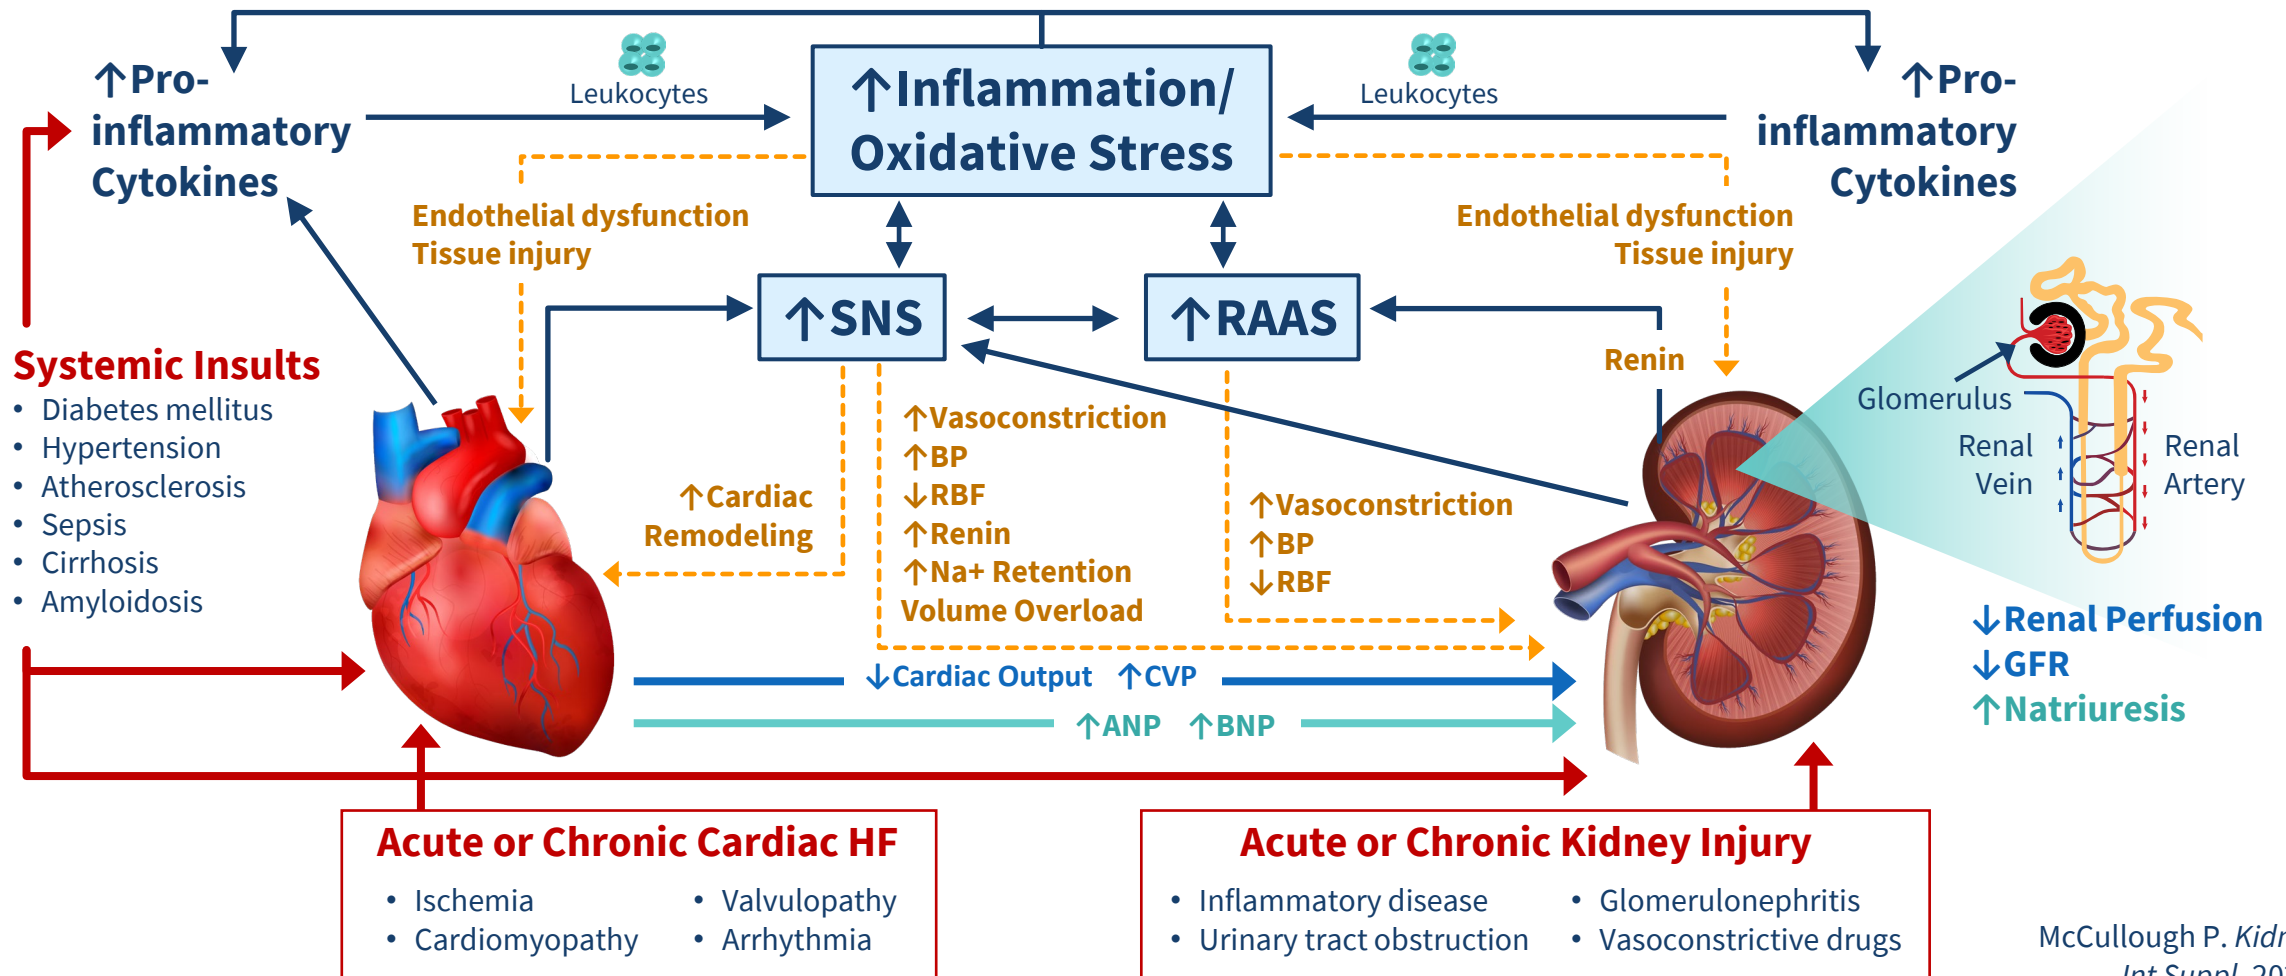 ↑Pro-
inflammatory
Cytokines
Leukocytes
↑Inflammation/
Oxidative Stress
Leukocytes
↑Pro-
inflammatory
Cytokines
Endothelial dysfunction
Tissue injury
Endothelial dysfunction
Tissue injury
↑SNS
↑RAAS
Renin
Systemic Insults
• Diabetes mellitus
• Hypertension
• Atherosclerosis
• Sepsis
• Cirrhosis
• Amyloidosis
↑Cardiac
Remodeling
↑Vasoconstriction
↑BP
↓RBF
↑Renin
↑Na+ Retention
Volume Overload
↑Vasoconstriction
↑BP
↓RBF
Glomerulus
Renal
Vein
Renal
Artery
↓Renal Perfusion
↓GFR
↑Natriuresis
↓Cardiac Output ↑CVP
↑ANP ↑BNP
Acute or Chronic Cardiac HF
• Ischemia
• Cardiomyopathy
• Valvulopathy
• Arrhythmia
Acute or Chronic Kidney Injury
• Inflammatory disease
• Urinary tract obstruction
• Glomerulonephritis
• Vasoconstrictive drugs
McCullough P.
Int Suppl.